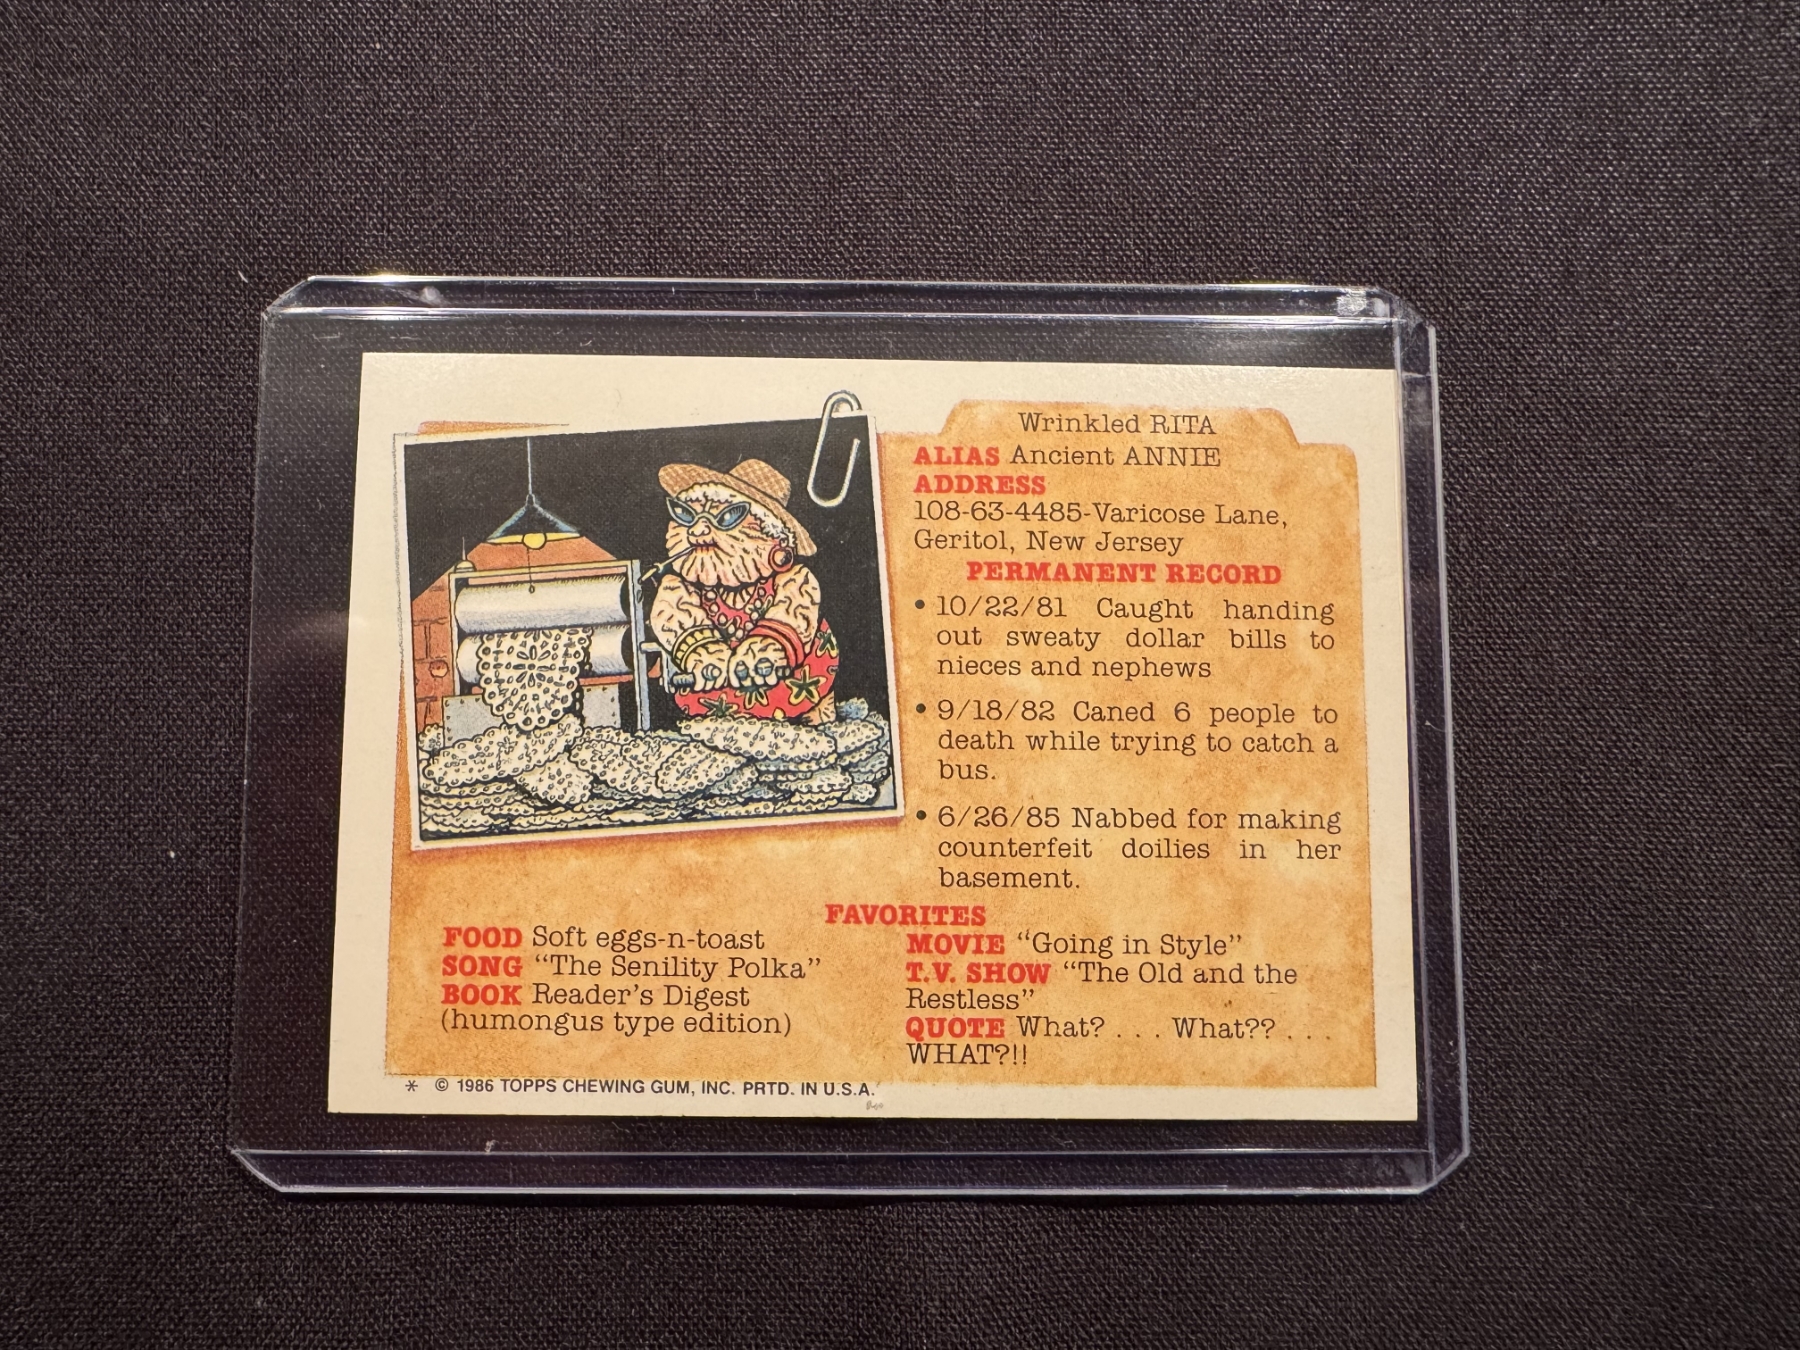 Wrinkled RITA
ALIAS Ancient ANNIE
ADDRESS
108-63-4485-Varicose Lane,
Geritol, New Jersey
PERMANENT RECORD
• 10/22/81 Caught handing
out sweaty dollar bills to
nieces and nephews
• 9/18/82 Caned 6 people to
death while trying to catch a
bus.
• 6/26/85 Nabbed for making
counterfeit doilies in her
basement.
FAVORITES
FOOD Soft eggs-n-toast
SONG "The Senility Polka"
BOOK Reader's Digest
(humongus type edition)
MOVIE "Going in Style"
T.V. SHOW "The Old and the
Restless"
QUOTE What? . . . What?? . . .
WHAT?!!
* © 1986 TOPPS CHEWING GUM, INC. PRTD. IN U.S.A.